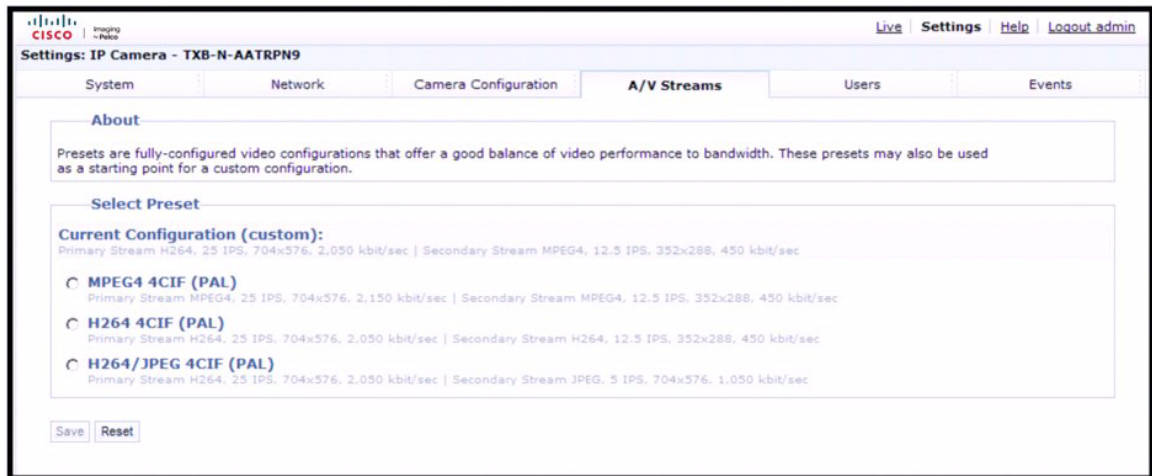 CISCO Imaging by Pelco
Live Settings Help Logout admin
Settings: IP Camera - TXB-N-AATRPN9
System Network Camera Configuration A/V Streams Users Events
About
Presets are fully-configured video configurations that offer a good balance of video performance to bandwidth. These presets may also be used
as a starting point for a custom configuration.
Select Preset
Current Configuration (custom):
Primary Stream H264, 25 IPS, 704x576, 2,050 kbit/sec | Secondary Stream MPEG4, 12.5 IPS, 352x288, 450 kbit/sec
MPEG4 4CIF (PAL)
Primary Stream MPEG4, 25 IPS, 704x576, 2,150 kbit/sec | Secondary Stream MPEG4, 12.5 IPS, 352x288, 450 kbit/sec
H264 4CIF (PAL)
Primary Stream H264, 25 IPS, 704x576, 2,050 kbit/sec | Secondary Stream H264, 12.5 IPS, 352x288, 450 kbit/sec
H264/JPEG 4CIF (PAL)
Primary Stream H264, 25 IPS, 704x576, 2,050 kbit/sec | Secondary Stream JPEG, 5 IPS, 704x576, 1,050 kbit/sec
Save Reset